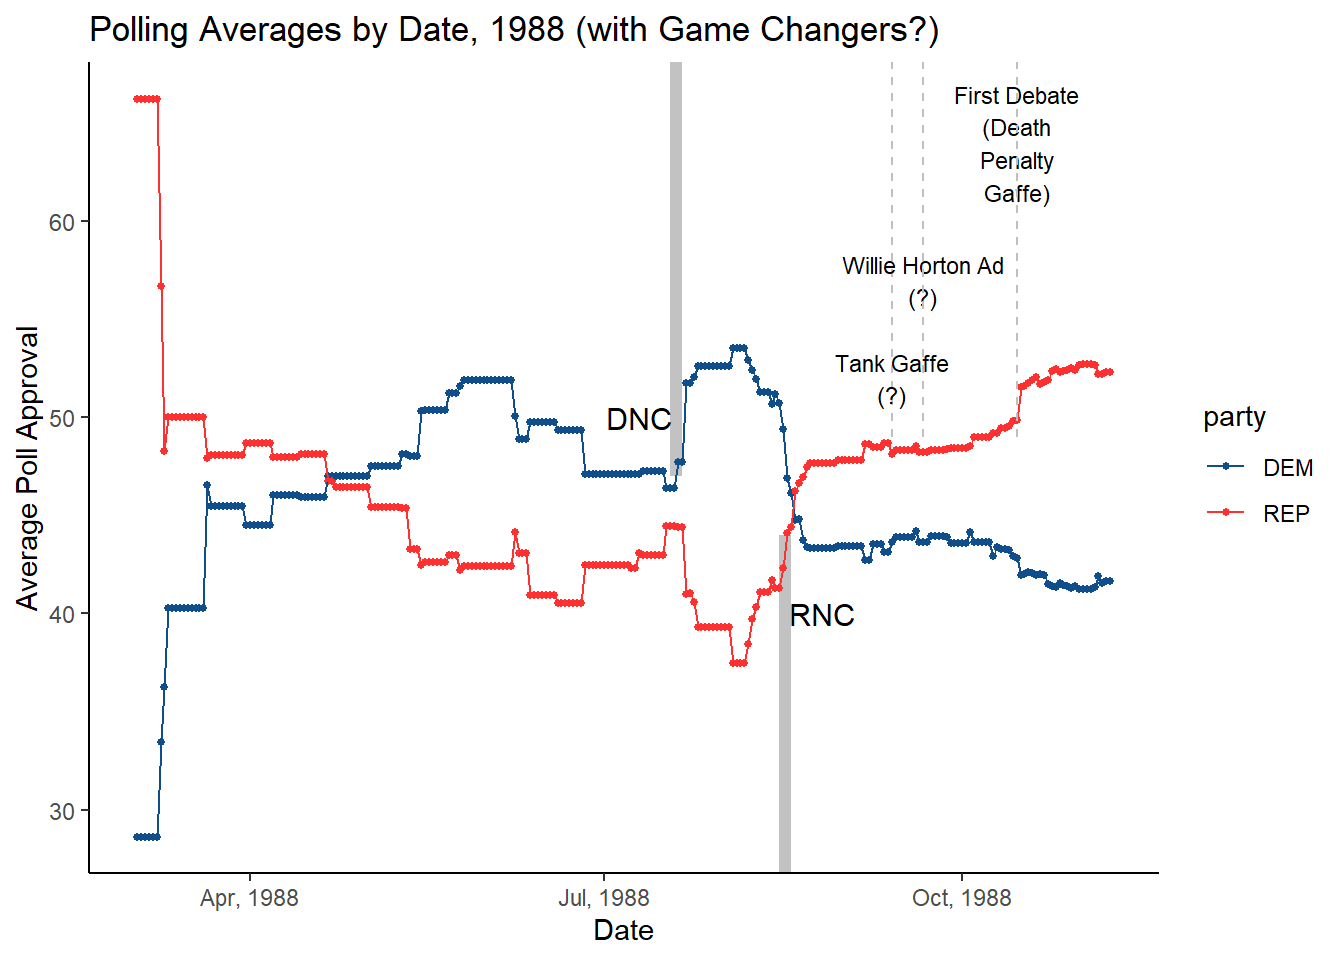 Polling Averages by Date, 1988 (with Game Changers?)
Average Poll Approval
60
50
40
30
First Debate
(Death
Penalty
Gaffe)
Willie Horton Ad
(?)
Tank Gaffe
(?)
DNC
RNC
party
DEM
REP
Apr, 1988
Jul, 1988
Oct, 1988
Date